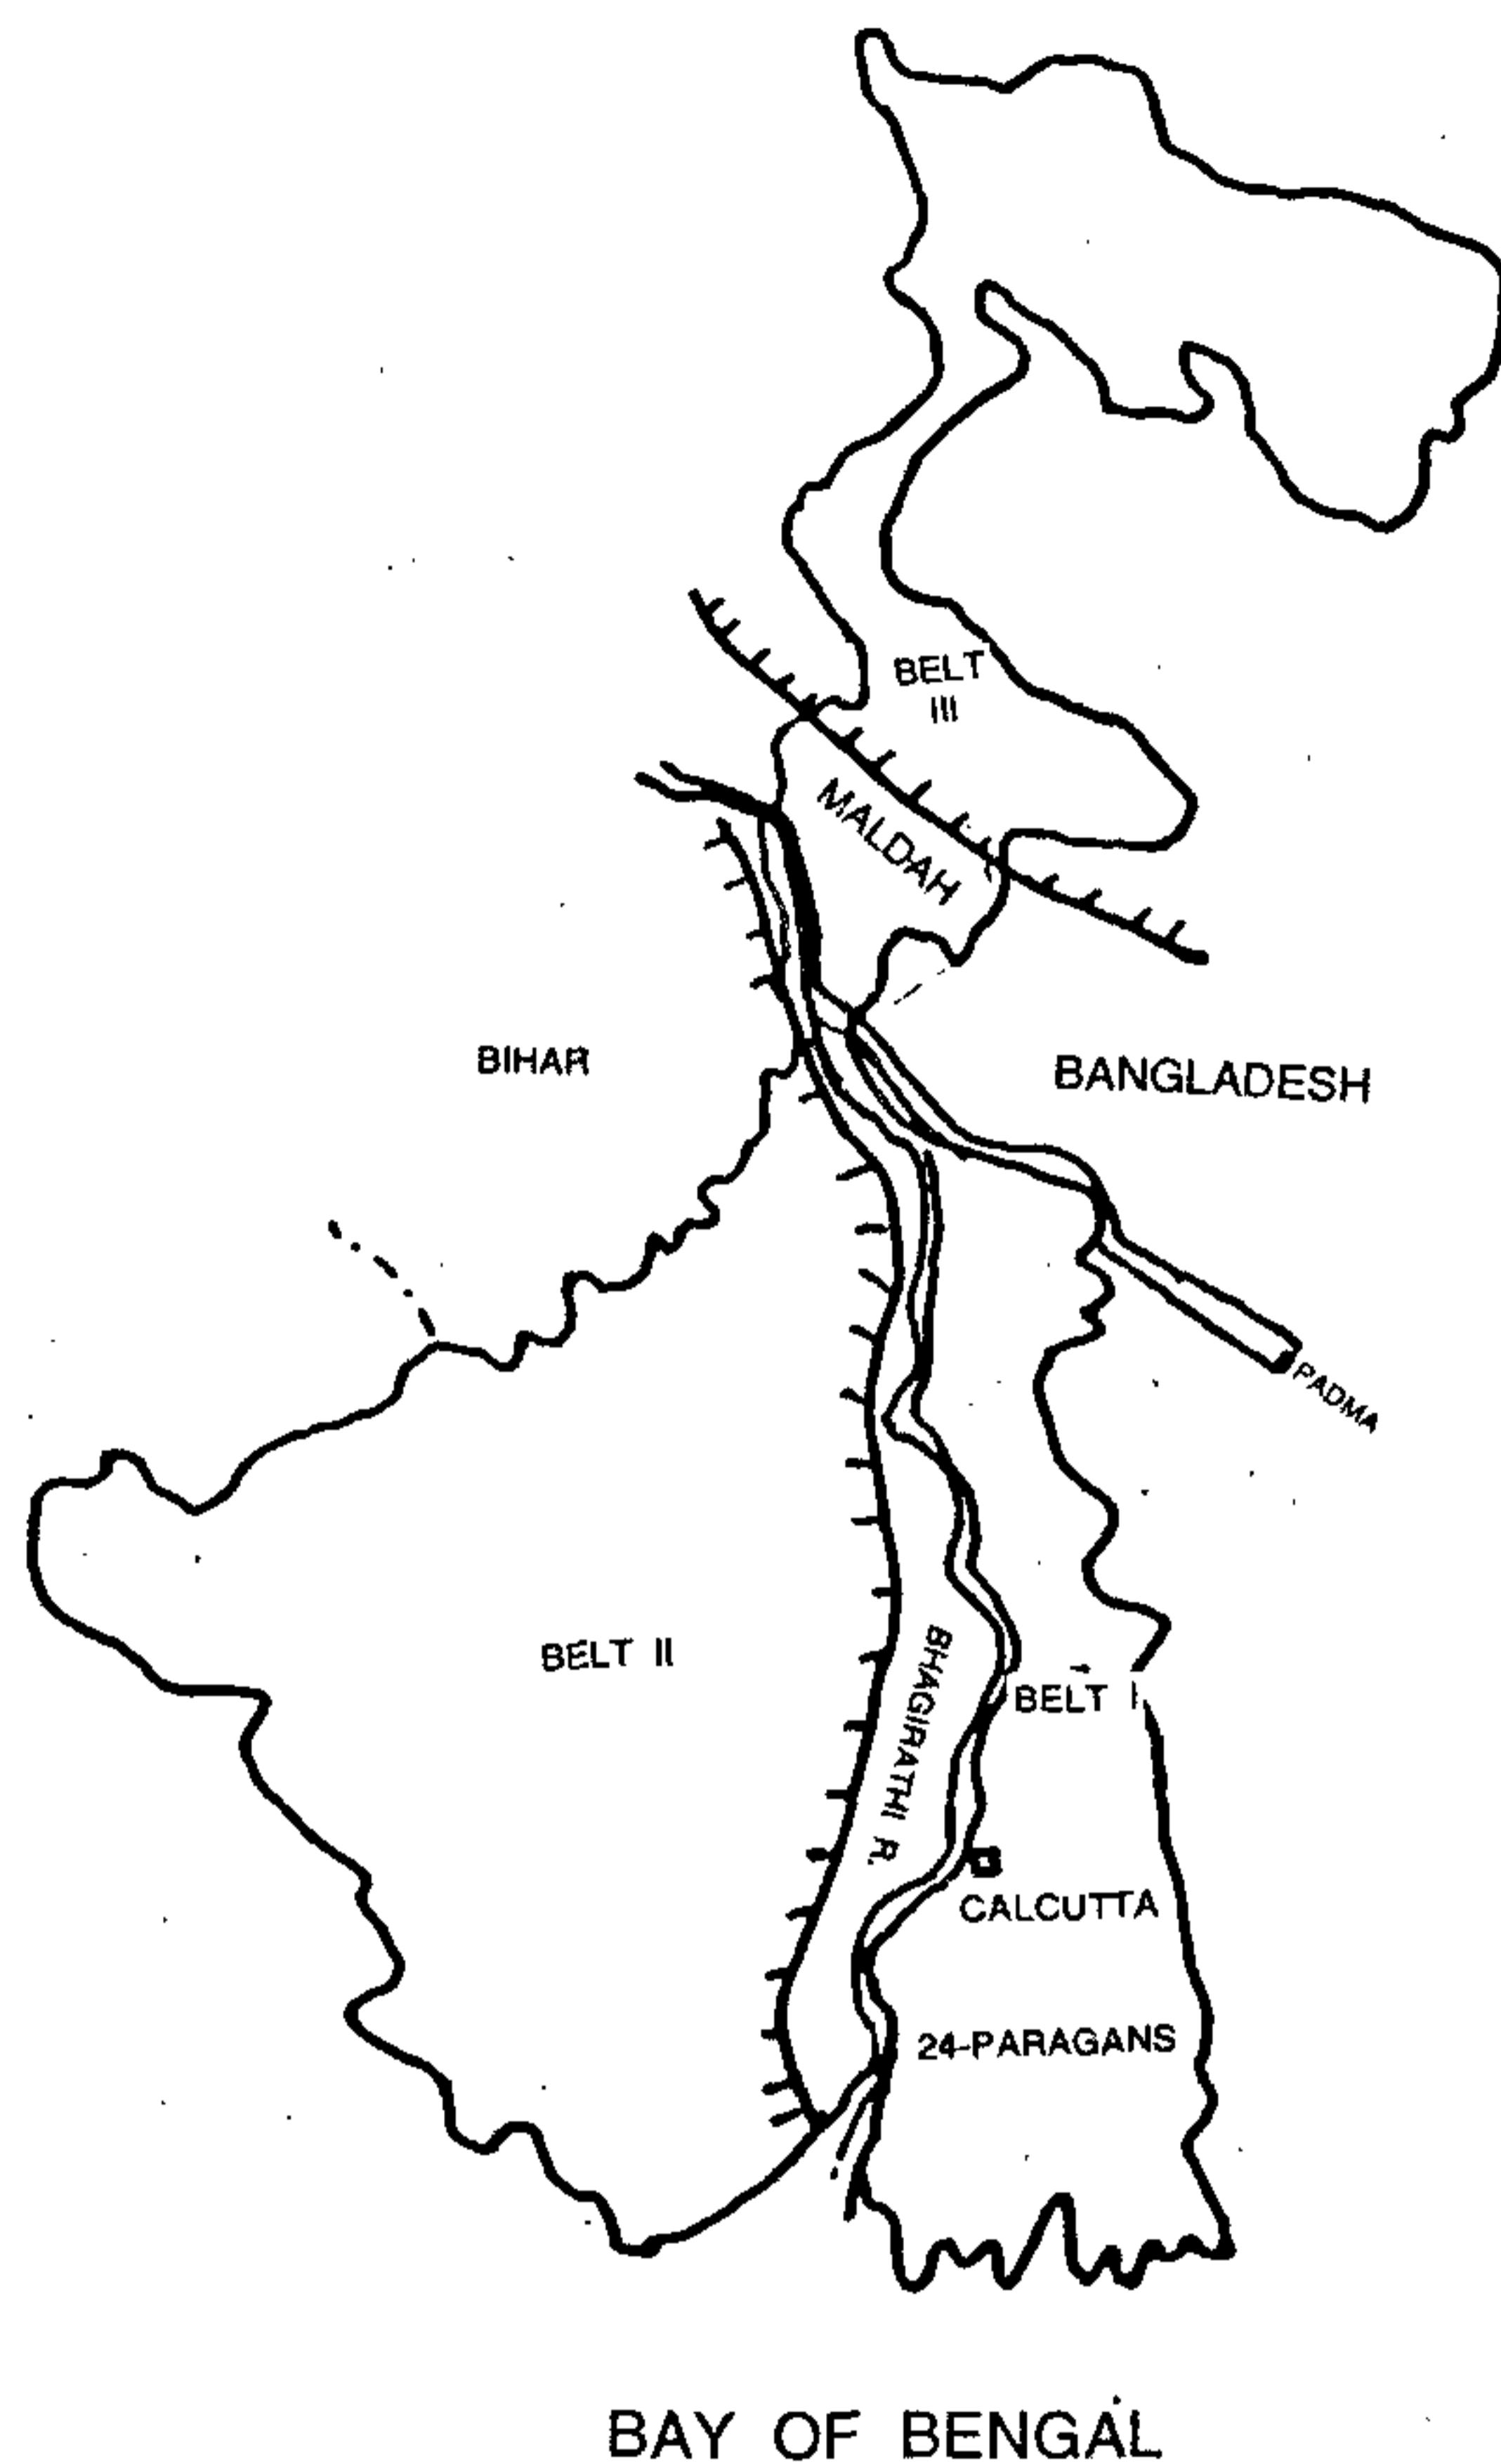 BELT
III
MALDAH
BIHAR
BANGLADESH
PADMA
BELT II
BHAGIRATHI R.
BELT I
CALCUTTA
24-PARAGANS
BAY OF BENGAL